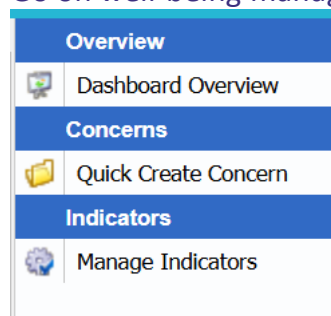 Overview
Dashboard Overview
Concerns
Quick Create Concern
Indicators
Manage Indicators